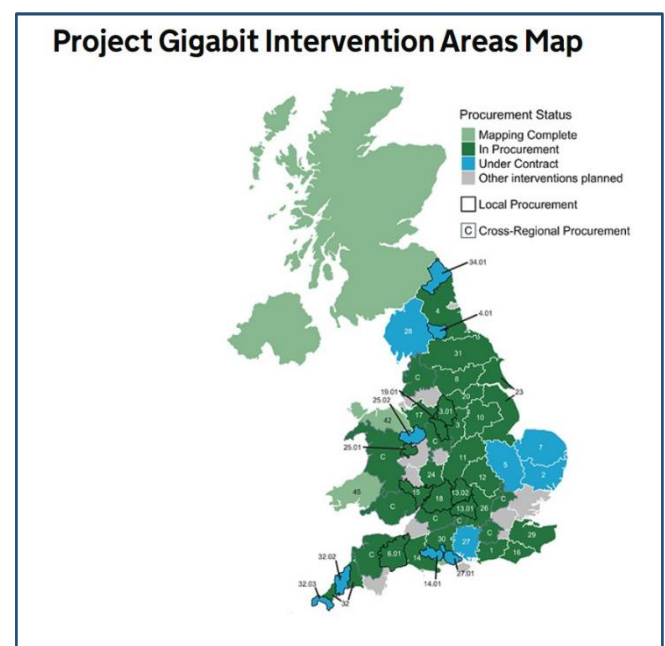 Project Gigabit Intervention Areas Map
Procurement Status
Mapping Complete
In Procurement
Under Contract
Other interventions planned
Local Procurement
C Cross-Regional Procurement
34.01
4
4.01
28
31
C
8
23
19.01
20
25.02
17
3.01
2
10
42
3
C
25.01
C
24
11
5
7
2
12
45
15
18
13.02
C
C
13.01
26
C
C
C
29
32.02
C
6.01
14
30
27
1
16
32.03
32
14.01
27.01